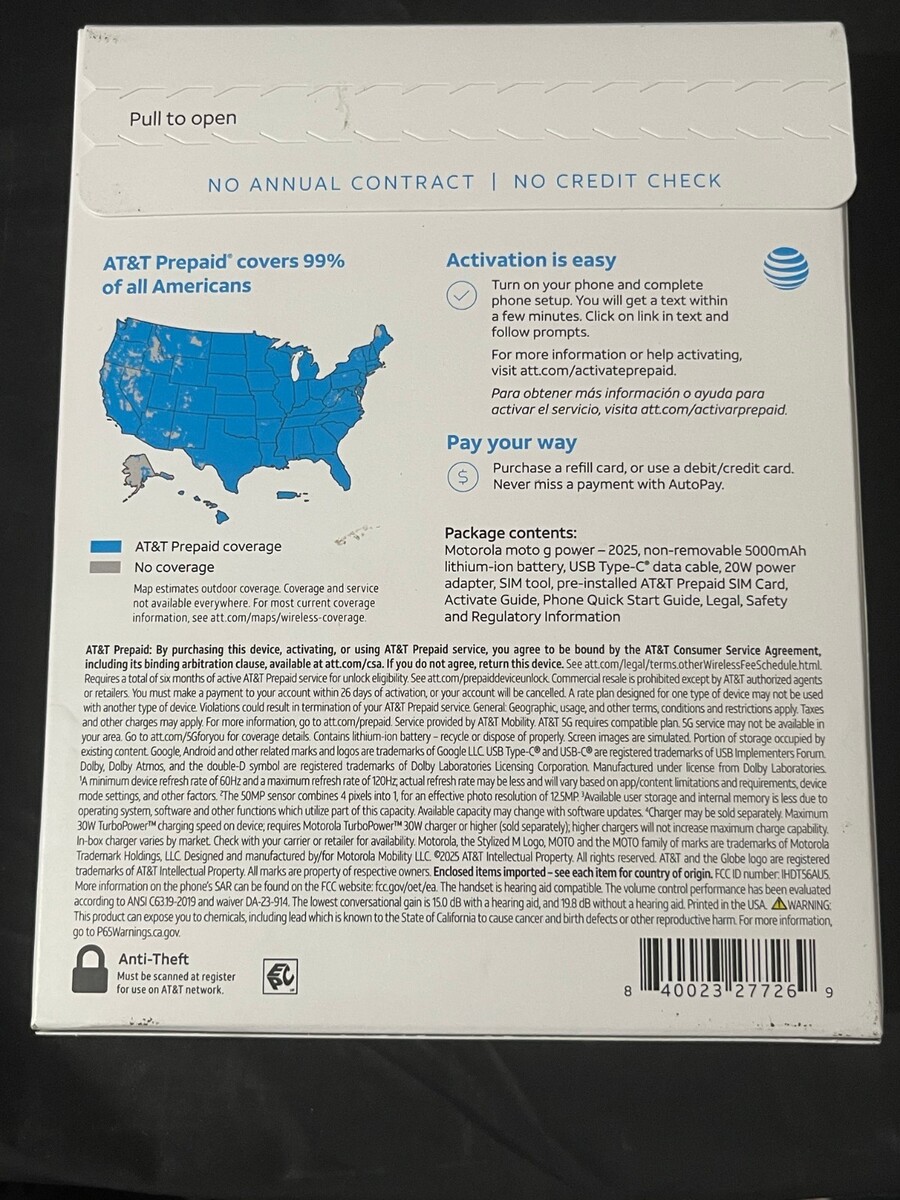 Pull to open
NO ANNUAL CONTRACT | NO CREDIT CHECK
AT&T Prepaid® covers 99%
of all Americans
AT&T Prepaid coverage
No coverage
Map estimates outdoor coverage. Coverage and service
not available everywhere. For most current coverage
information, see att.com/maps/wireless-coverage.
Activation is easy
Turn on your phone and complete
phone setup. You will get a text within
a few minutes. Click on link in text and
follow prompts.
For more information or help activating,
visit att.com/activateprepaid.
Para obtener más información o ayuda para
activar el servicio, visita att.com/activarprepaid.
Pay your way
$
Purchase a refill card, or use a debit/credit card.
Never miss a payment with AutoPay.
Package contents:
Motorola moto g power – 2025, non-removable 5000mAh
lithium-ion battery, USB Type-C® data cable, 20W power
adapter, SIM tool, pre-installed AT&T Prepaid SIM Card,
Activate Guide, Phone Quick Start Guide, Legal, Safety
and Regulatory Information
AT&T Prepaid: By purchasing this device, activating, or using AT&T Prepaid service, you agree to be bound by the AT&T Consumer Service Agreement,
including its binding arbitration clause, available at att.com/csa. If you do not agree, return this device. See att.com/legal/terms.otherWirelessFeeSchedule.html.
Requires a total of six months of active AT&T Prepaid service for unlock eligibility. See att.com/prepaiddeviceunlock. Commercial resale is prohibited except by AT&T authorized agents
or retailers. You must make a payment to your account within 26 days of activation, or your account will be cancelled. A rate plan designed for one type of device may not be used
with another type of device. Violations could result in termination of your AT&T Prepaid service. General: Geographic, usage, and other terms, conditions and restrictions apply. Taxes
and other charges may apply. For more information, go to att.com/prepaid. Service provided by AT&T Mobility. AT&T 5G requires compatible plan. 5G service may not be available in
your area. Go to att.com/5Gforyou for coverage details. Contains lithium-ion battery – recycle or dispose of properly. Screen images are simulated. Portion of storage occupied by
existing content. Google, Android and other related marks and logos are trademarks of Google LLC. USB Type-C® and USB-C® are registered trademarks of USB Implementers Forum.
Dolby, Dolby Atmos, and the double-D symbol are registered trademarks of Dolby Laboratories Licensing Corporation. Manufactured under license from Dolby Laboratories.
¹A minimum device refresh rate of 60Hz and a maximum refresh rate of 120Hz; actual refresh rate may be less and will vary based on app/content limitations and requirements, device
mode settings, and other factors. ²The 50MP sensor combines 4 pixels into 1, for an effective photo resolution of 12.5MP. ³Available user storage and internal memory is less due to
operating system, software and other functions which utilize part of this capacity. Available capacity may change with software updates. ⁴Charger may be sold separately. Maximum
30W TurboPower™ charging speed on device; requires Motorola TurboPower™ 30W charger or higher (sold separately); higher chargers will not increase maximum charge capability.
In-box charger varies by market. Check with your carrier or retailer for availability. Motorola, the Stylized M Logo, MOTO and the MOTO family of marks are trademarks of Motorola
Trademark Holdings, LLC. Designed and manufactured by/for Motorola Mobility LLC. ©2025 AT&T Intellectual Property. All rights reserved. AT&T and the Globe logo are registered
trademarks of AT&T Intellectual Property. All marks are property of respective owners. Enclosed items imported – see each item for country of origin. FCC ID number: IHDT56AU5.
More information on the phone's SAR can be found on the FCC website: fcc.gov/oet/ea. The handset is hearing aid compatible. The volume control performance has been evaluated
according to ANSI C63.19-2019 and waiver DA-23-914. The lowest conversational gain is 15.0 dB with a hearing aid, and 19.8 dB without a hearing aid. Printed in the USA. ⚠WARNING:
This product can expose you to chemicals, including lead which is known to the State of California to cause cancer and birth defects or other reproductive harm. For more information,
go to P65Warnings.ca.gov.
Anti-Theft
Must be scanned at register
for use on AT&T network.
EPC
8 40023 27726 9